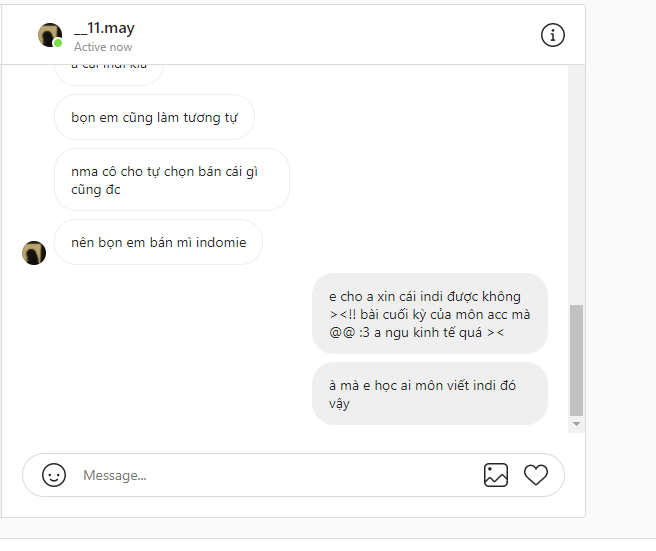 __11.may
Active now
a cái indi kia
bọn em cũng làm tương tự
nma cô cho tự chọn bán cái gì
cũng đc
nên bọn em bán mì indomie
e cho a xin cái indi được không
><!! bài cuối kỳ của môn acc mà
@@ :3 a ngu kinh tế quá ><
à mà e học ai môn viết indi đó
vậy
Message...